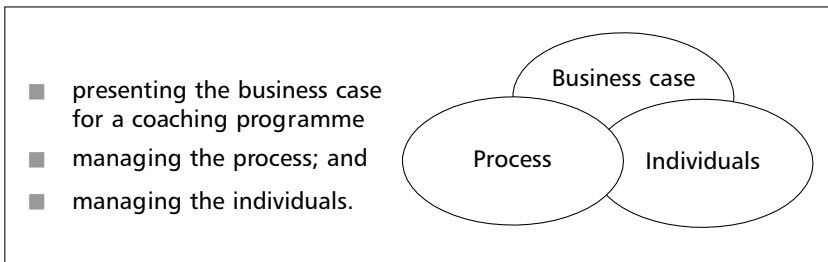 presenting the business case
for a coaching programme
managing the process; and
managing the individuals.
Business case
Process
Individuals